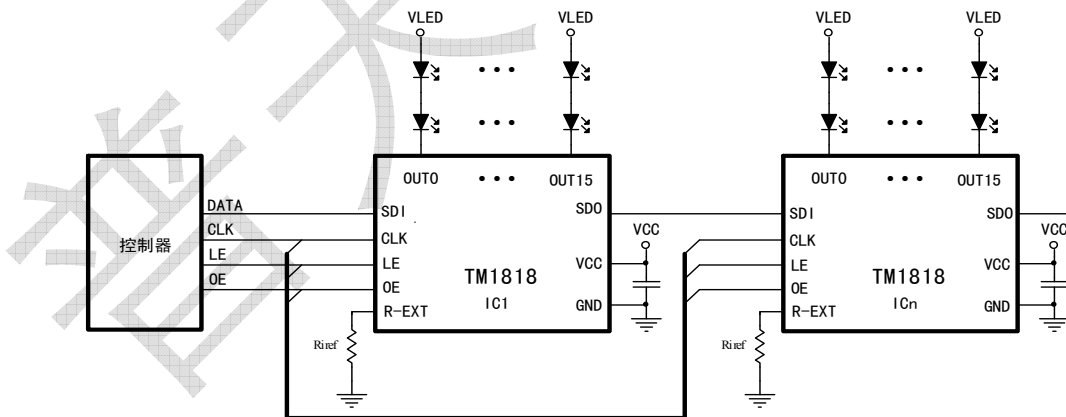 VLED VLED VLED VLED
OUT0 OUT15 OUT0 OUT15
控制器
DATA
CLK
LE
OE
SDI
CLK
LE
OE
R-EXT
SDO
VCC
VCC
GND
TM1818
IC1
Riref
SDI
CLK
LE
OE
R-EXT
SDO
VCC
VCC
GND
TM1818
ICn
Riref